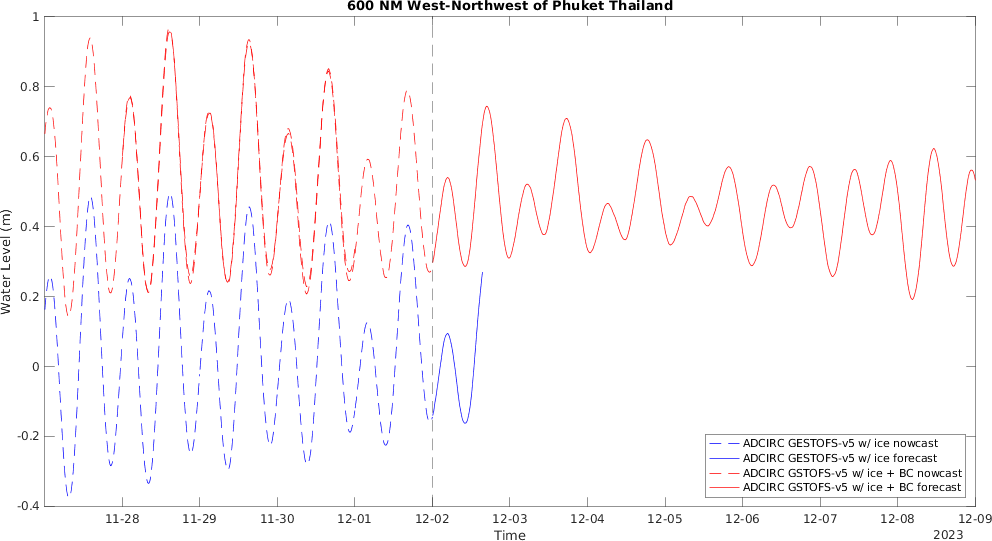 600 NM West-Northwest of Phuket Thailand
1
0.8
0.6
0.4
0.2
0
-0.2
-0.4
Water Level (m)
11-28 11-29 11-30 12-01 12-02 12-03 12-04 12-05 12-06 12-07 12-08 12-09
Time
2023
ADCIRC GESTOFS-v5 w/ ice nowcast
ADCIRC GESTOFS-v5 w/ ice forecast
ADCIRC GSTOFS-v5 w/ ice + BC nowcast
ADCIRC GSTOFS-v5 w/ ice + BC forecast